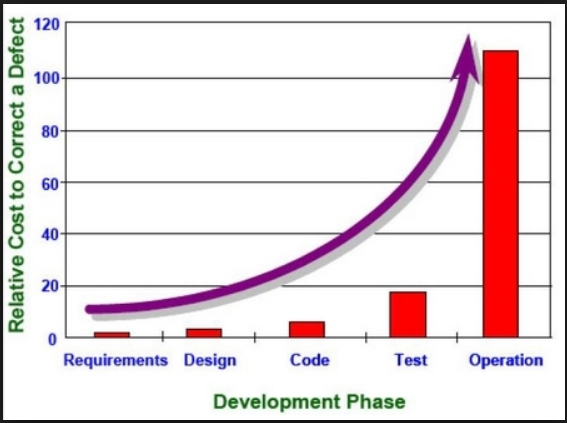 Relative Cost to Correct a Defect
120
100
80
60
40
20
0
Requirements Design Code Test Operation
Development Phase